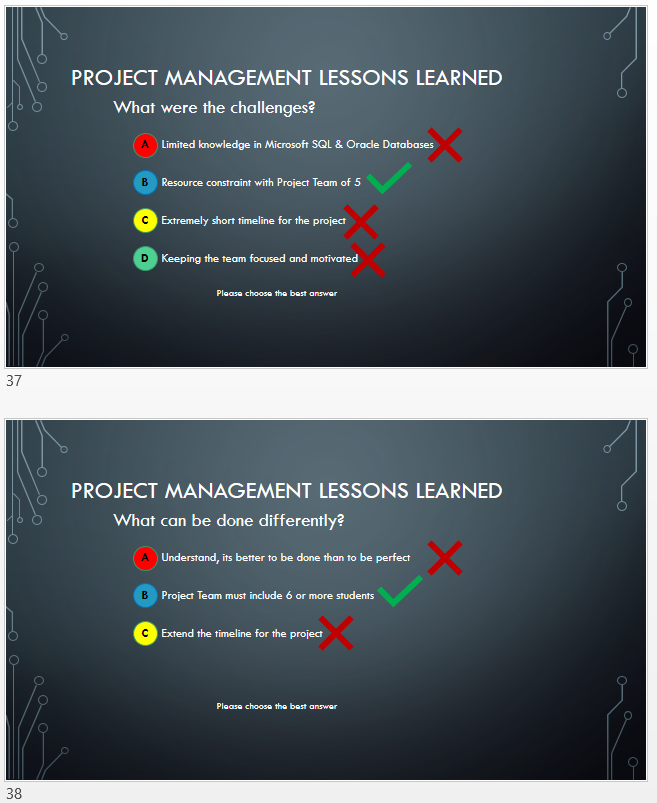 PROJECT MANAGEMENT LESSONS LEARNED
What were the challenges?
A Limited knowledge in Microsoft SQL & Oracle Databases
B Resource constraint with Project Team of 5
C Extremely short timeline for the project
D Keeping the team focused and motivated
Please choose the best answer
37
PROJECT MANAGEMENT LESSONS LEARNED
What can be done differently?
A Understand, its better to be done than to be perfect
B Project Team must include 6 or more students
C Extend the timeline for the project
Please choose the best answer
38